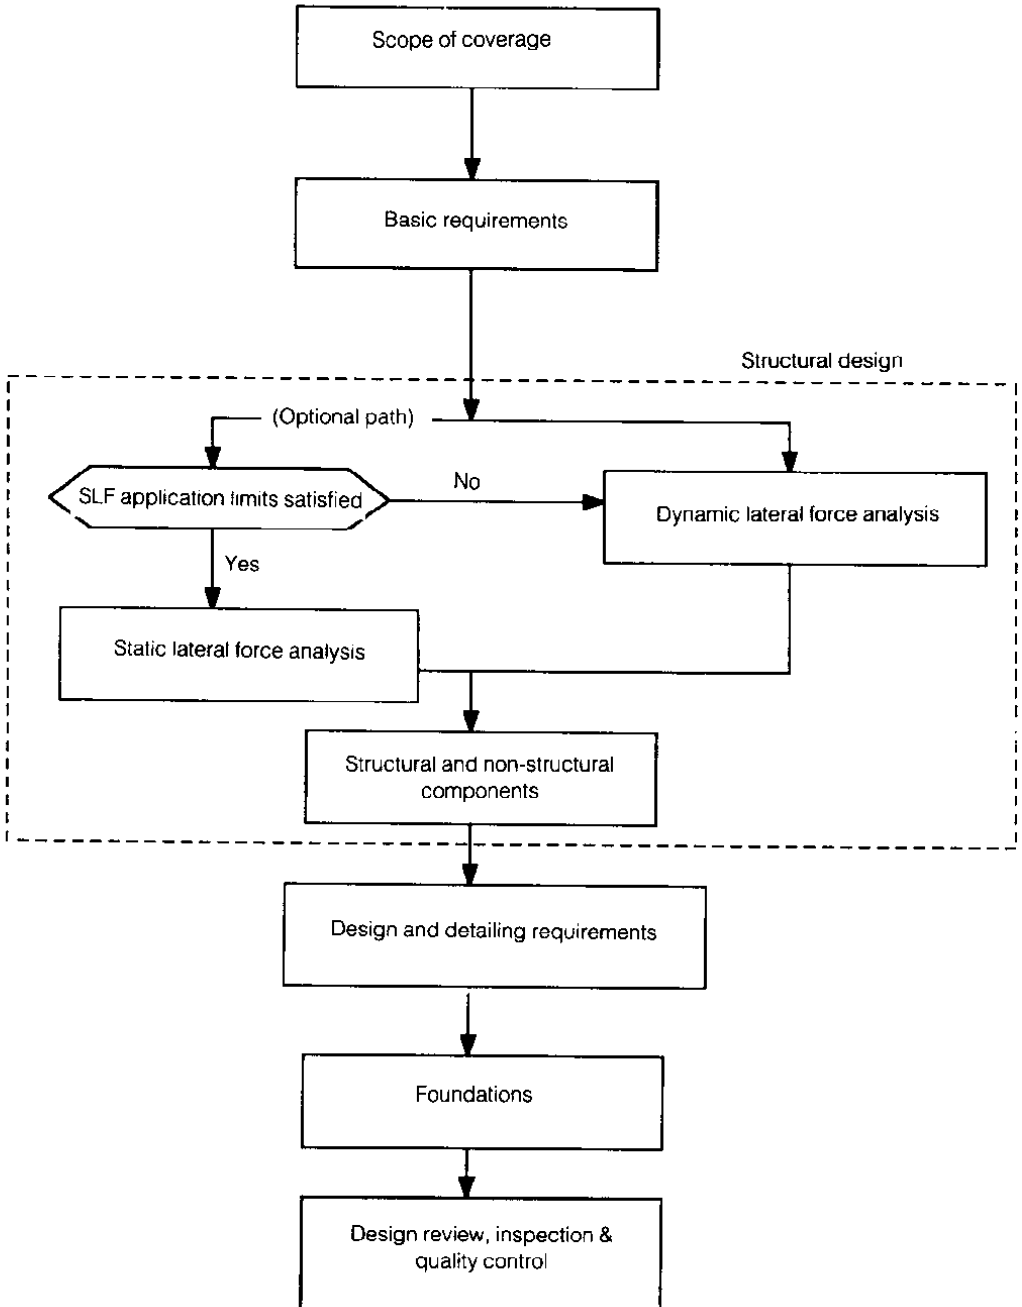 Scope of coverage
Basic requirements
Structural design
(Optional path)
SLF application limits satisfied
No
Dynamic lateral force analysis
Yes
Static lateral force analysis
Structural and non-structural
components
Design and detailing requirements
Foundations
Design review, inspection &
quality control